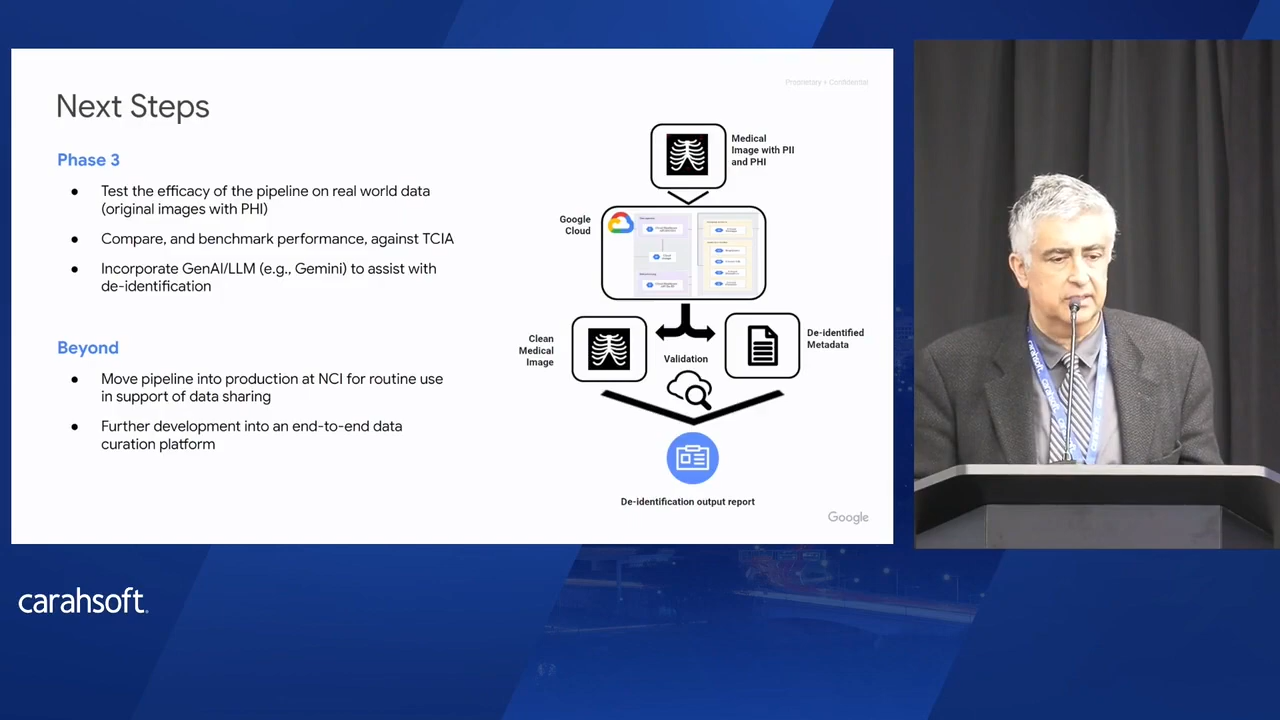 Proprietary + Confidential
Next Steps
Phase 3
● Test the efficacy of the pipeline on real world data
(original images with PHI)
● Compare, and benchmark performance, against TCIA
● Incorporate GenAI/LLM (e.g., Gemini) to assist with
de-identification
Beyond
● Move pipeline into production at NCI for routine use
in support of data sharing
● Further development into an end-to-end data
curation platform
Medical
Image with PII
and PHI
Google
Cloud
Clean
Medical
Image
Validation
De-identified
Metadata
De-identification output report
Google
carahsoft.
carahsoft